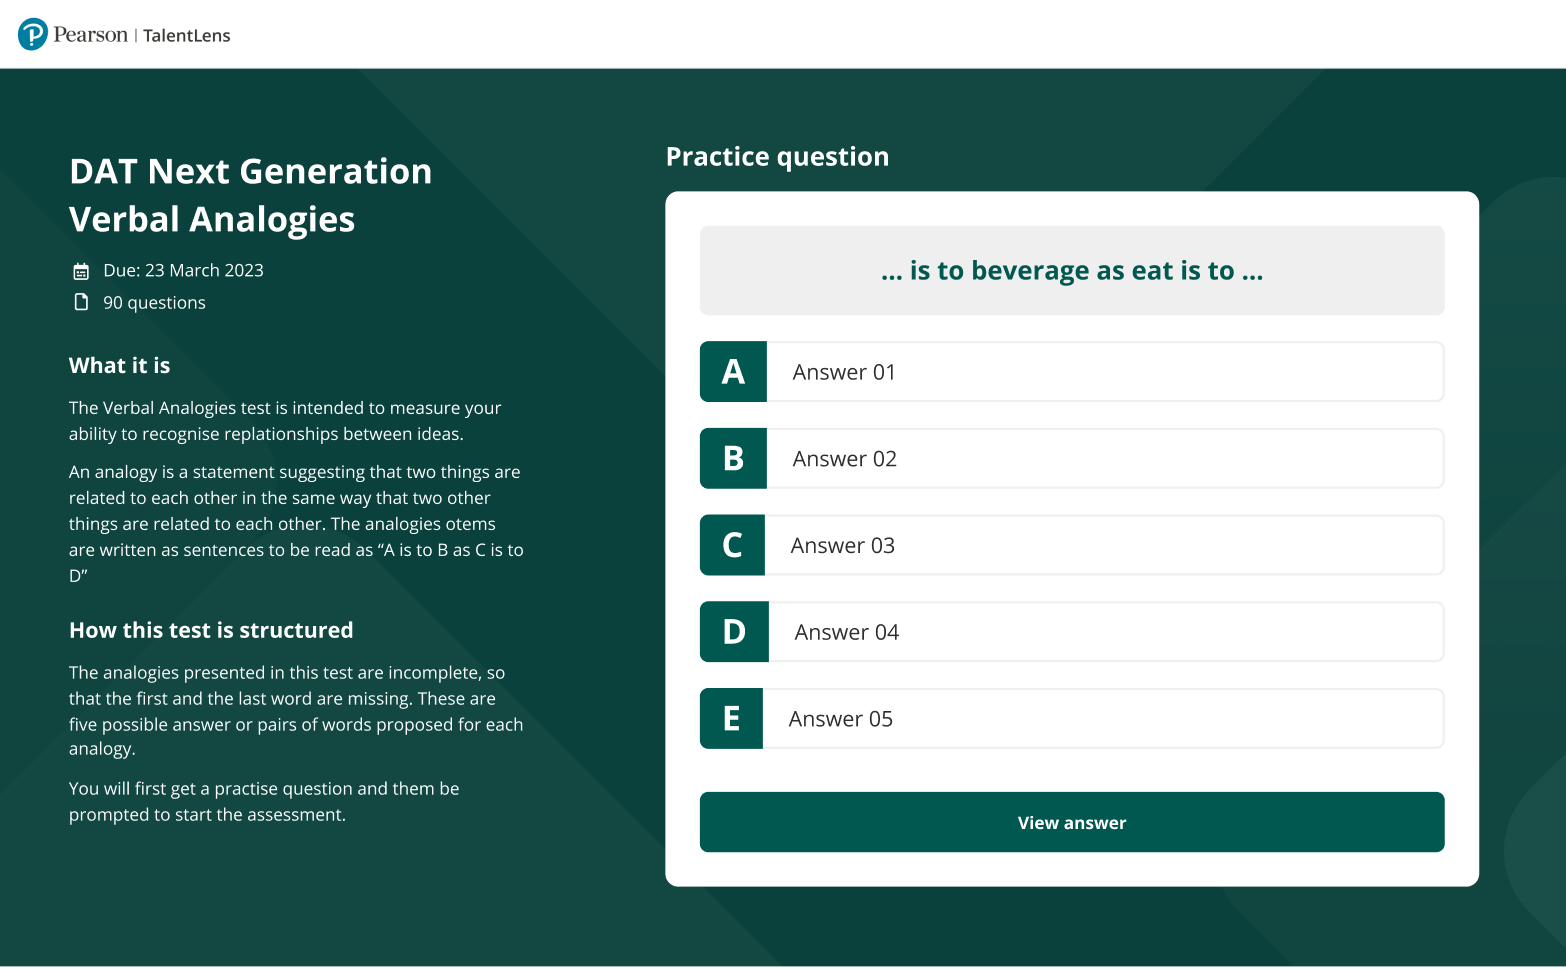 Pearson | TalentLens
DAT Next Generation
Verbal Analogies
Due: 23 March 2023
90 questions
What it is
The Verbal Analogies test is intended to measure your
ability to recognise replationships between ideas.
An analogy is a statement suggesting that two things are
related to each other in the same way that two other
things are related to each other. The analogies otems
are written as sentences to be read as “A is to B as C is to
D”
How this test is structured
The analogies presented in this test are incomplete, so
that the first and the last word are missing. These are
five possible answer or pairs of words proposed for each
analogy.
You will first get a practise question and them be
prompted to start the assessment.
Practice question
... is to beverage as eat is to ...
A Answer 01
B Answer 02
C Answer 03
D Answer 04
E Answer 05
View answer